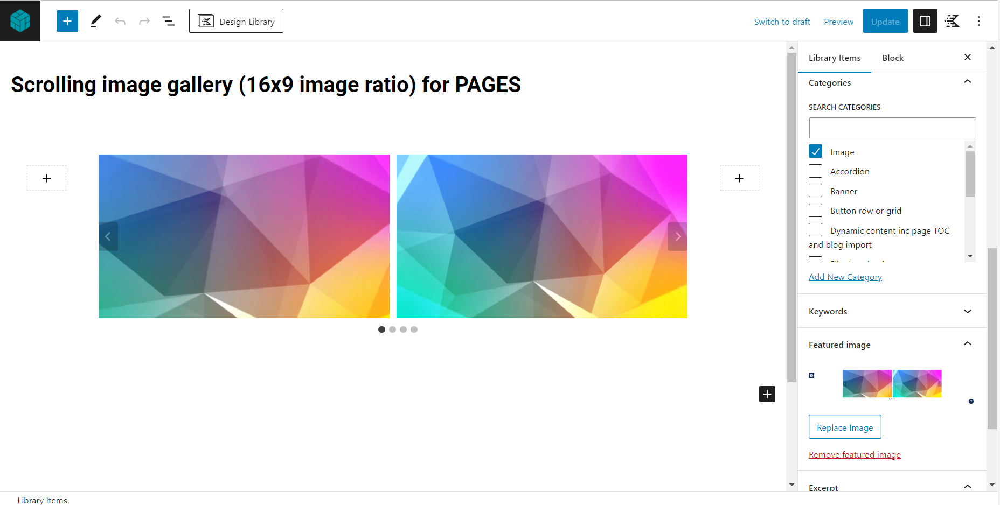 Design Library
Switch to draft
Preview
Update
Library Items
Block
Scrolling image gallery (16x9 image ratio) for PAGES
Categories
SEARCH CATEGORIES
Image
Accordion
Banner
Button row or grid
Dynamic content inc page TOC
and blog import
Add New Category
Keywords
Featured image
Replace Image
Remove featured image
Excerpt
Library Items